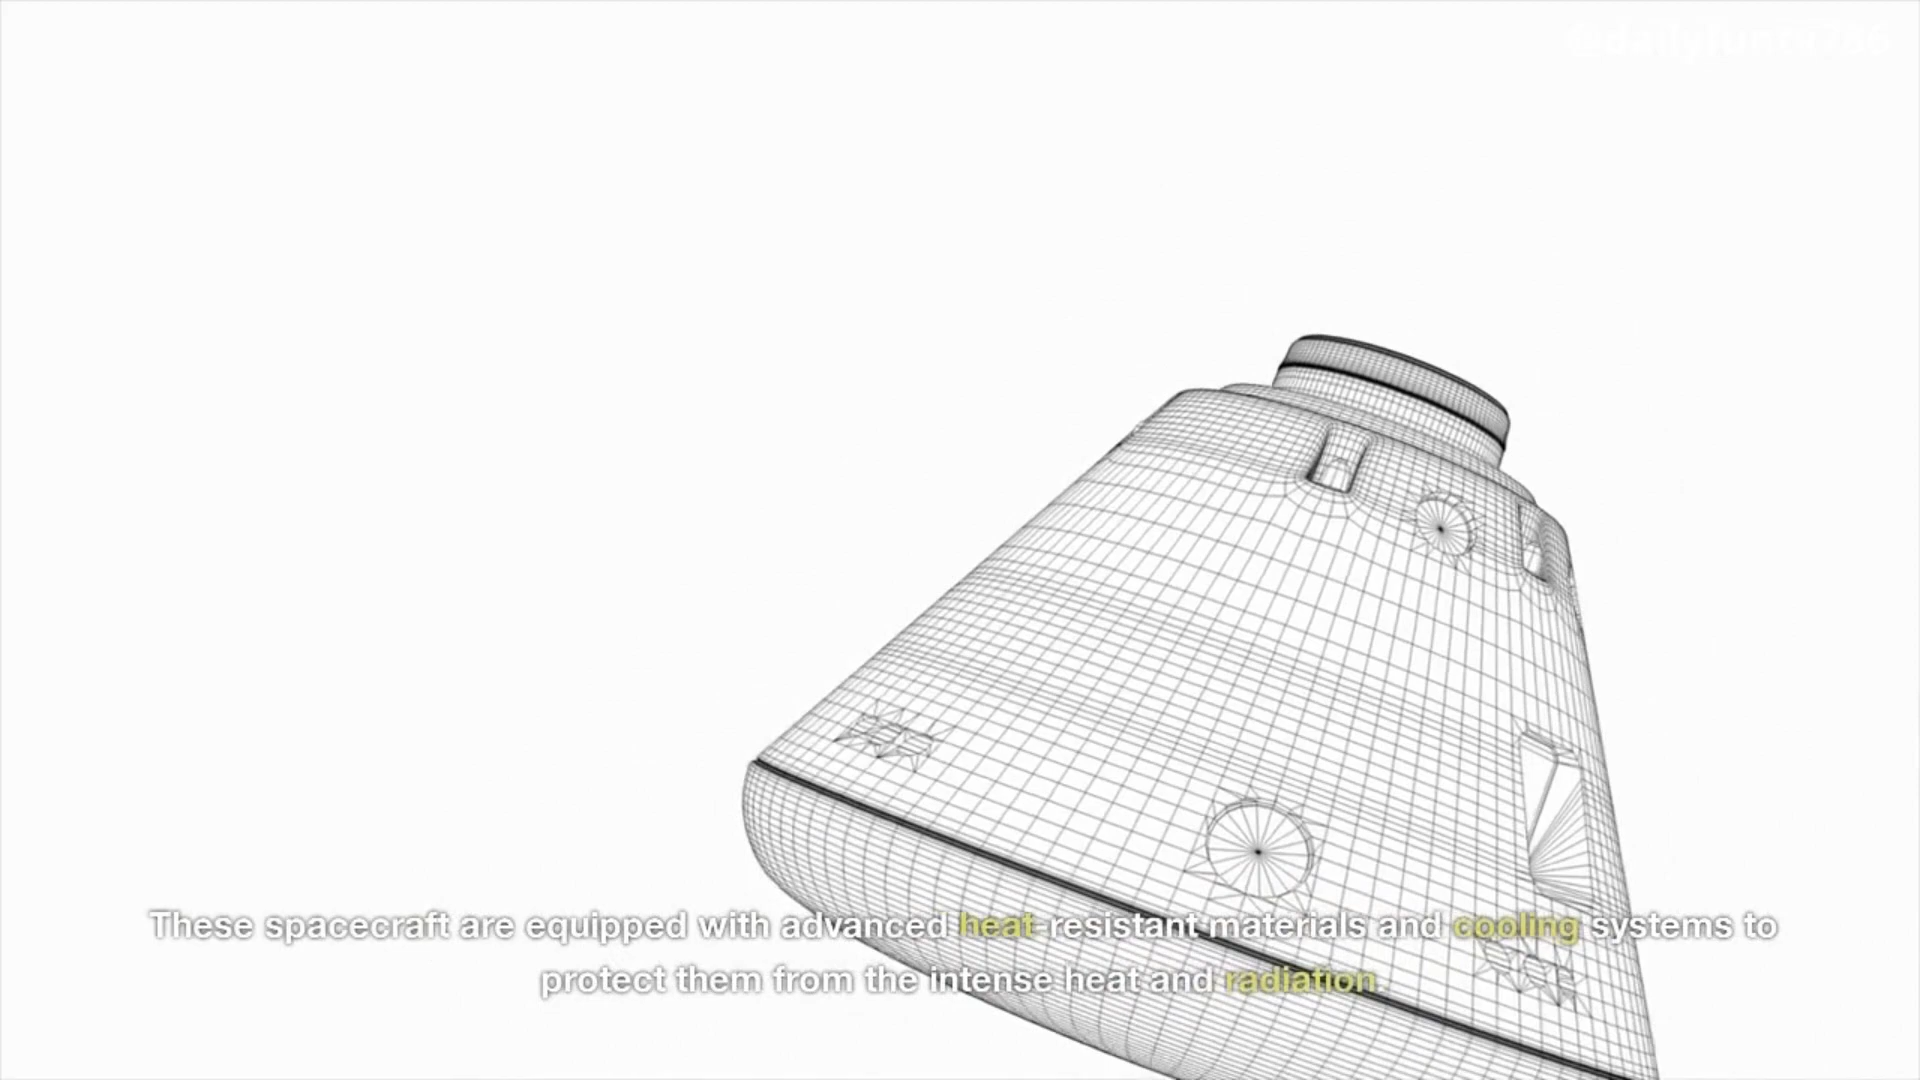 @dailyfuntv786
These spacecraft are equipped with advanced heat-resistant materials and cooling systems to
protect them from the intense heat and radiation.